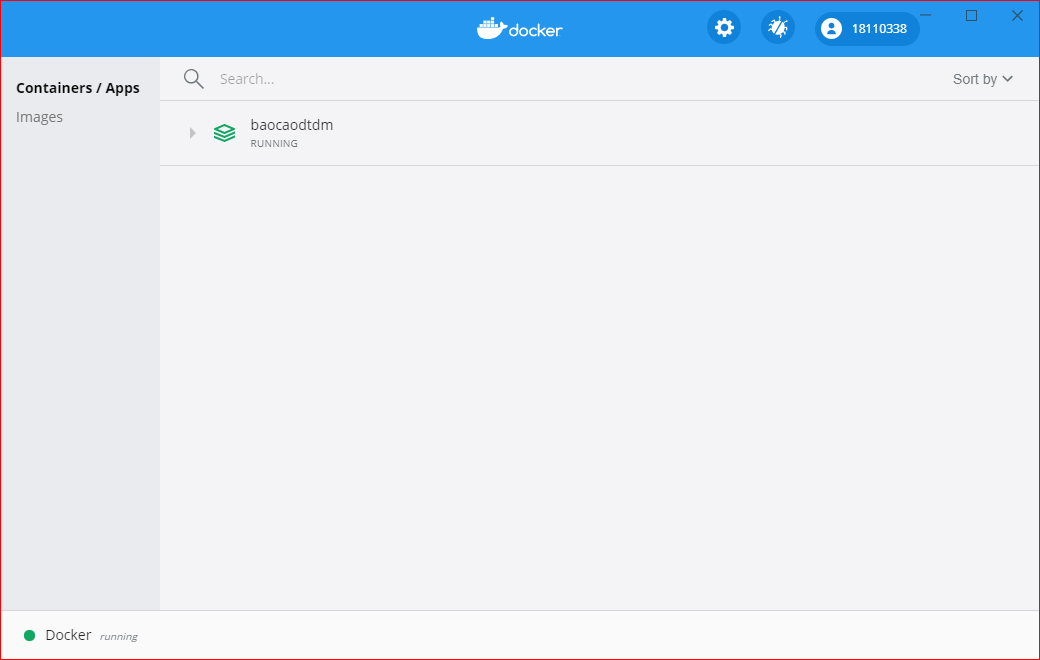 docker
18110338
Containers / Apps
Images
Search...
Sort by
baocaodtdm
RUNNING
Docker running